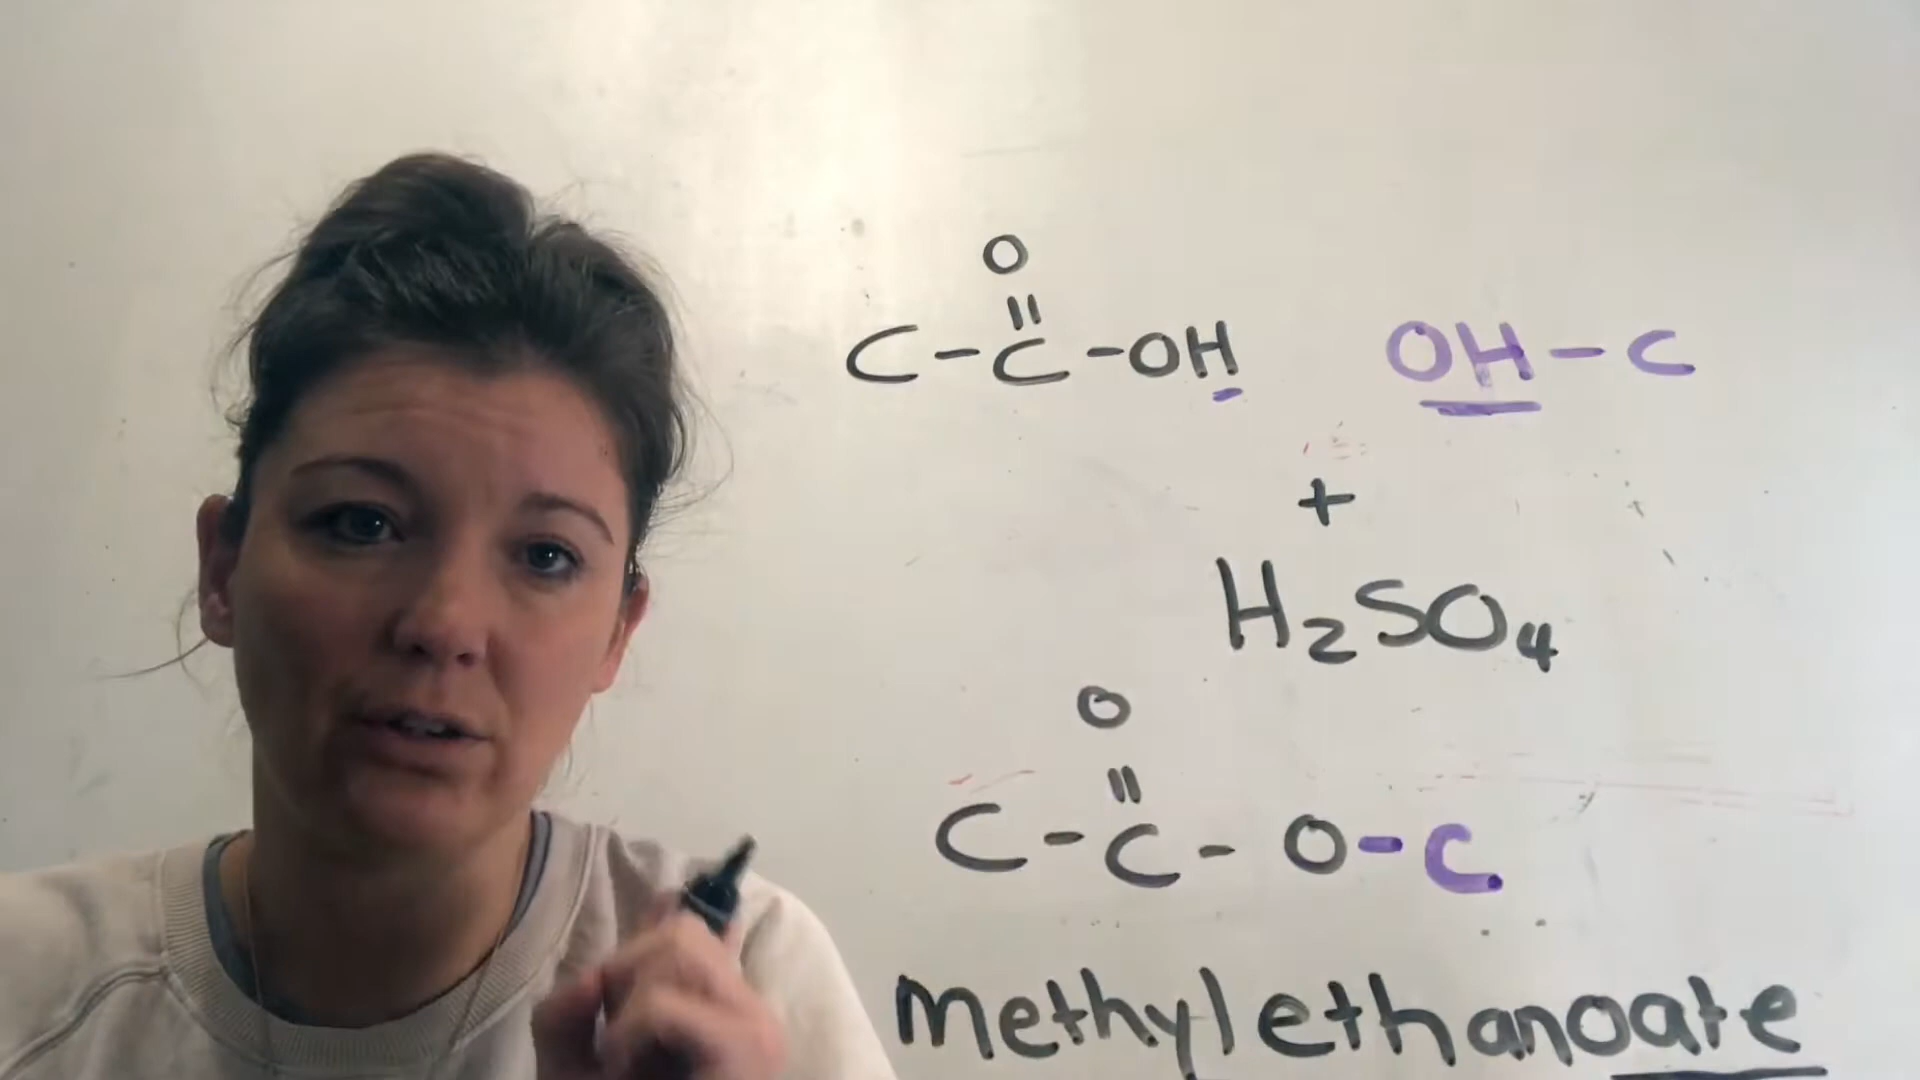 O
||
C - C - OH OH - C
+
H₂SO₄
O
||
C - C - O - C
methylethanoate